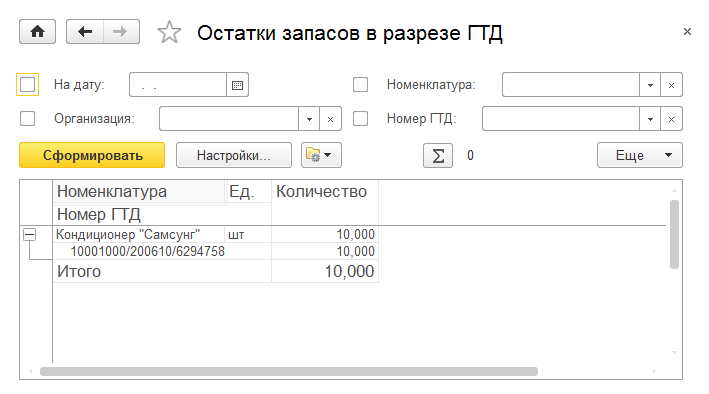 Остатки запасов в разрезе ГТД
На дату: . . Номенклатура:
Организация: Номер ГТД:
Сформировать Настройки... Σ 0 Еще
Номенклатура Ед. Количество
Номер ГТД
Кондиционер "Самсунг" шт 10,000
10001000/200610/6294758 10,000
Итого 10,000